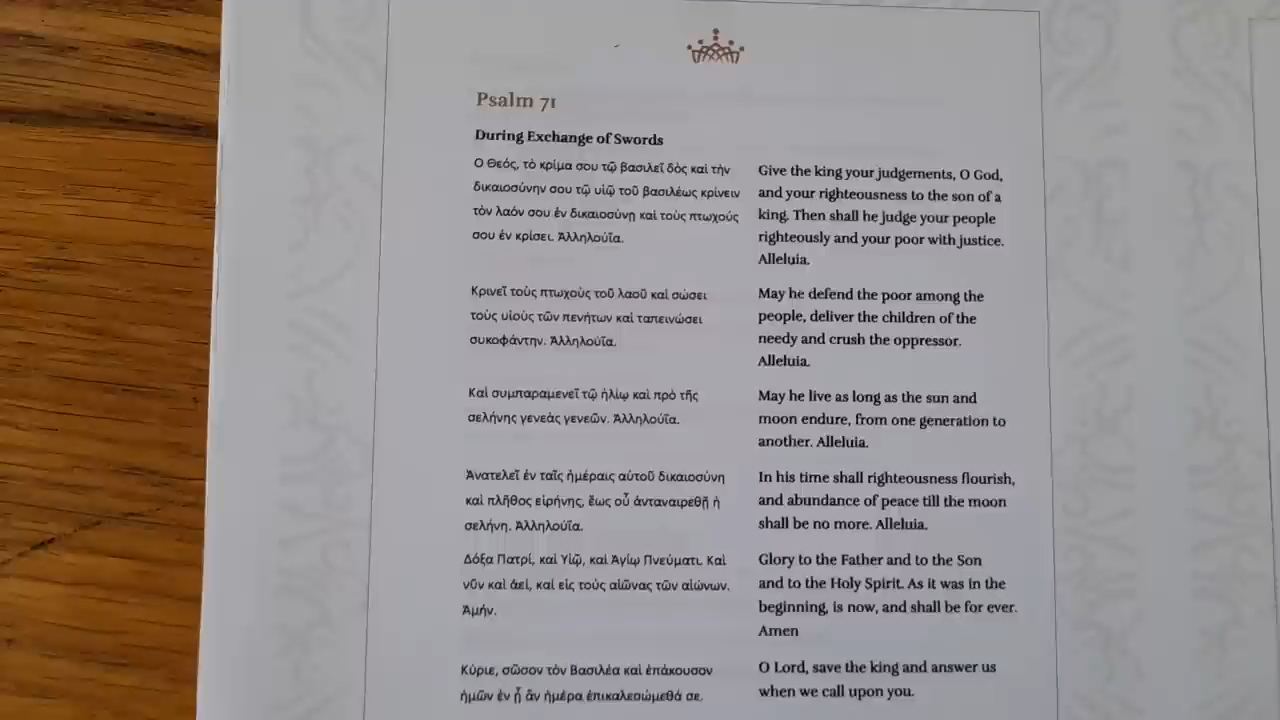 Psalm 71
During Exchange of Swords
Ο Θεός, τὸ κρίμα σου τῷ βασιλεῖ δὸς καὶ τὴν
δικαιοσύνην σου τῷ υἱῷ τοῦ βασιλέως κρίνειν
τὸν λαόν σου ἐν δικαιοσύνῃ καὶ τοὺς πτωχούς
σου ἐν κρίσει. Ἀλληλούϊα.
Give the king your judgements, O God,
and your righteousness to the son of a
king. Then shall he judge your people
righteously and your poor with justice.
Alleluia.
Κρινεῖ τοὺς πτωχοὺς τοῦ λαοῦ καὶ σώσει
τοὺς υἱοὺς τῶν πενήτων καὶ ταπεινώσει
συκοφάντην. Ἀλληλούϊα.
May he defend the poor among the
people, deliver the children of the
needy and crush the oppressor.
Alleluia.
Καὶ συμπαραμενεῖ τῷ ἡλίῳ καὶ πρὸ τῆς
σελήνης γενεὰς γενεῶν. Ἀλληλούϊα.
May he live as long as the sun and
moon endure, from one generation to
another. Alleluia.
Ἀνατελεῖ ἐν ταῖς ἡμέραις αὐτοῦ δικαιοσύνη
καὶ πλῆθος εἰρήνης, ἕως οὗ ἀνταναιρεθῇ ἡ
σελήνη. Ἀλληλούϊα.
In his time shall righteousness flourish,
and abundance of peace till the moon
shall be no more. Alleluia.
Δόξα Πατρί, καὶ Υἱῷ, καὶ Ἁγίῳ Πνεύματι. Καὶ
νῦν καὶ ἀεί, καὶ εἰς τοὺς αἰῶνας τῶν αἰώνων.
Ἀμήν.
Glory to the Father and to the Son
and to the Holy Spirit. As it was in the
beginning, is now, and shall be for ever.
Amen
Κύριε, σῶσον τὸν Βασιλέα καὶ ἐπάκουσον
ἡμῶν ἐν ᾗ ἂν ἡμέρα ἐπικαλεσώμεθά σε.
O Lord, save the king and answer us
when we call upon you.